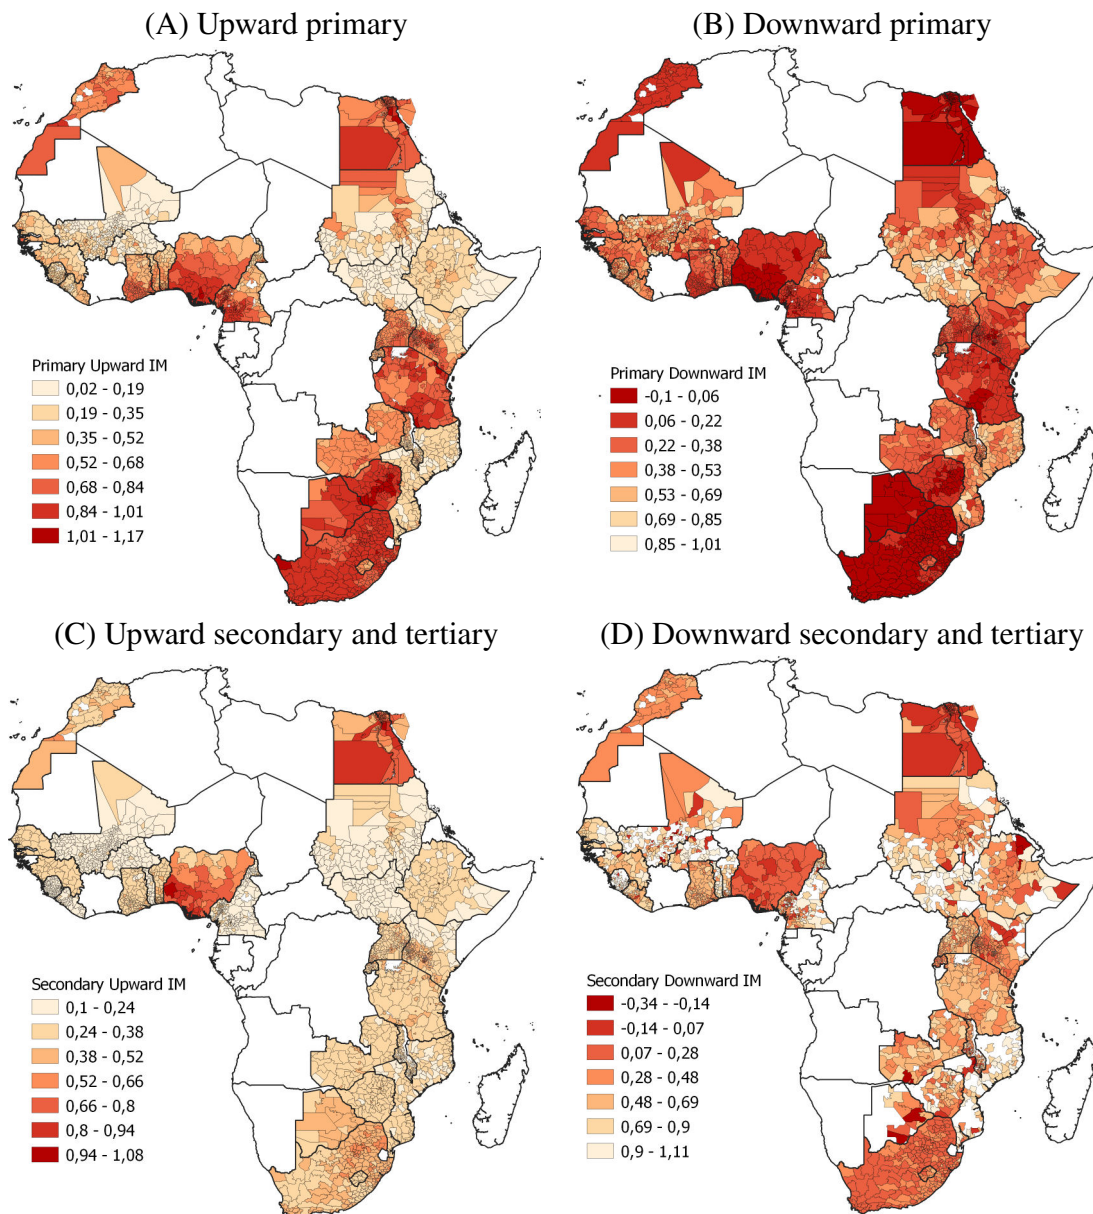 (A) Upward primary
Primary Upward IM
0,02 - 0,19
0,19 - 0,35
0,35 - 0,52
0,52 - 0,68
0,68 - 0,84
0,84 - 1,01
1,01 - 1,17
(B) Downward primary
Primary Downward IM
-0,1 - 0,06
0,06 - 0,22
0,22 - 0,38
0,38 - 0,53
0,53 - 0,69
0,69 - 0,85
0,85 - 1,01
(C) Upward secondary and tertiary
Secondary Upward IM
0,1 - 0,24
0,24 - 0,38
0,38 - 0,52
0,52 - 0,66
0,66 - 0,8
0,8 - 0,94
0,94 - 1,08
(D) Downward secondary and tertiary
Secondary Downward IM
-0,34 - -0,14
-0,14 - 0,07
0,07 - 0,28
0,28 - 0,48
0,48 - 0,69
0,69 - 0,9
0,9 - 1,11